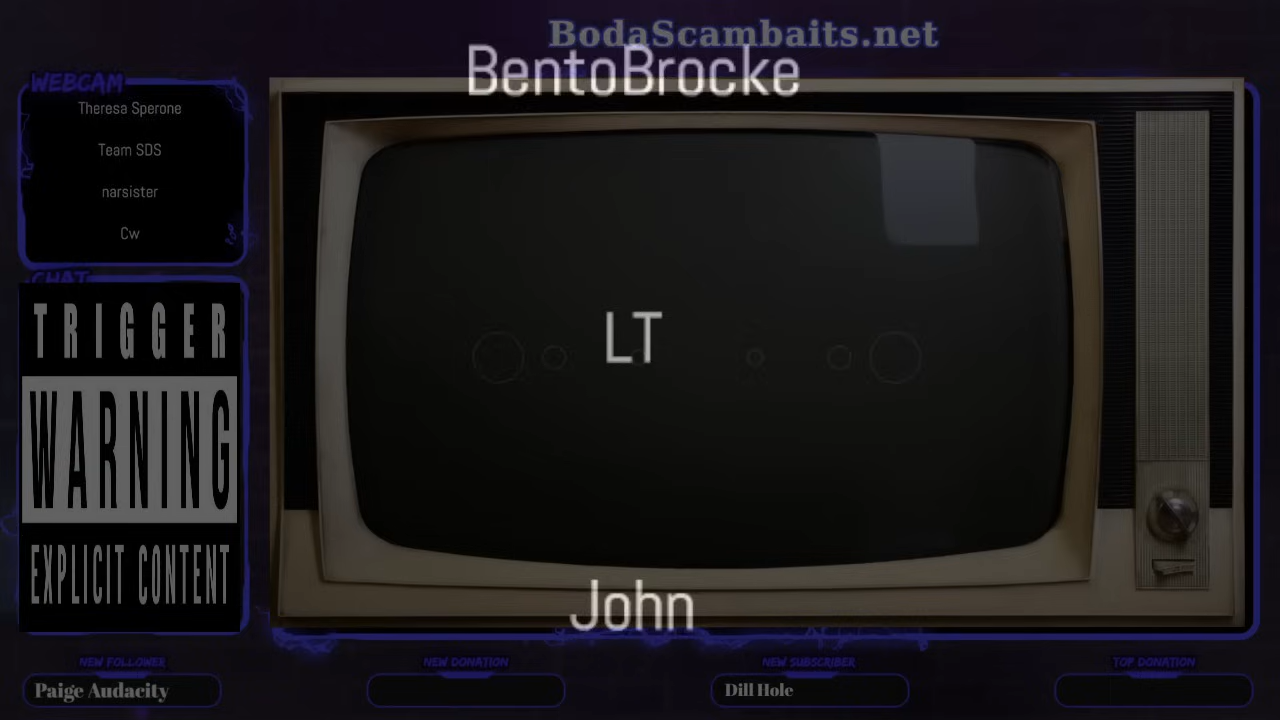 BodaScambaits.net
BentoBrocke
WEBCAM
Theresa Sperone
Team SDS
narsister
Cw
CHAT
TRIGGER
WARNING
EXPLICIT CONTENT
LT
John
NEW FOLLOWER
NEW DONATION
NEW SUBSCRIBER
TOP DONATION
Paige Audacity
Dill Hole